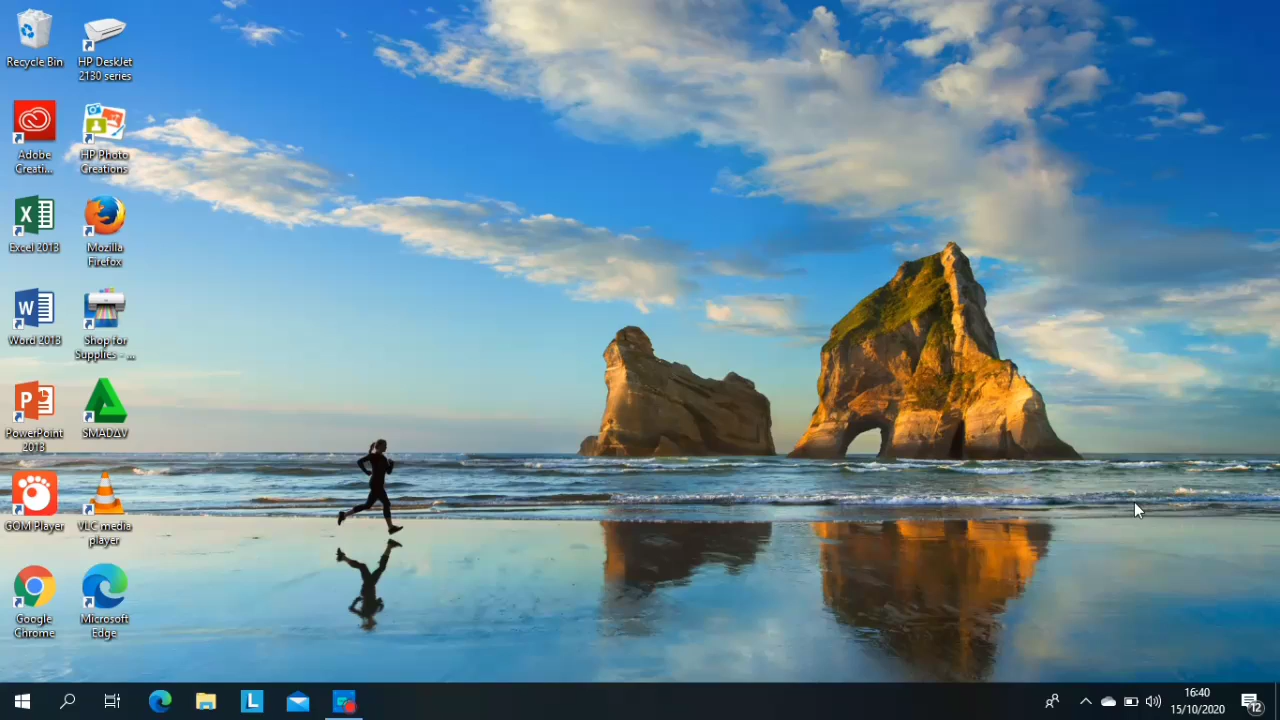 Recycle Bin
HP DeskJet
2130 series
Adobe
Creati...
HP Photo
Creations
Excel 2013
Mozilla
Firefox
Word 2013
Shop for
Supplies - ...
PowerPoint
2013
SMADΔV
GOM Player
VLC media
player
Google
Chrome
Microsoft
Edge
16:40
15/10/2020
12